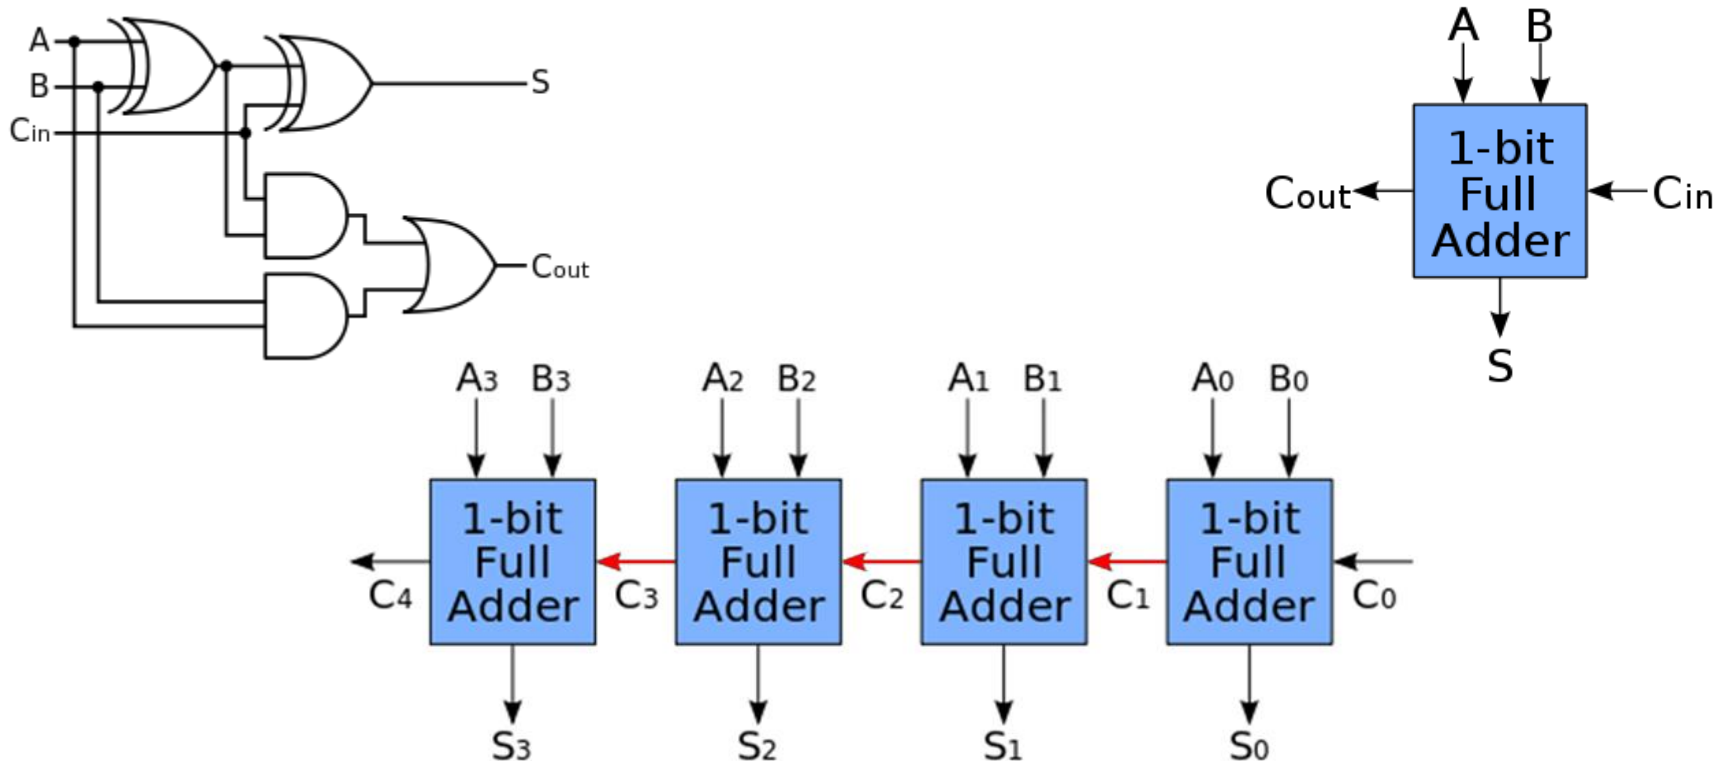 A
B
Cin
S
Cout
A B
1-bit
Full
Adder
Cout
Cin
S
A3 B3 A2 B2 A1 B1 A0 B0
1-bit 1-bit 1-bit 1-bit
Full Full Full Full
Adder Adder Adder Adder
C4 C3 C2 C1 C0
S3 S2 S1 S0